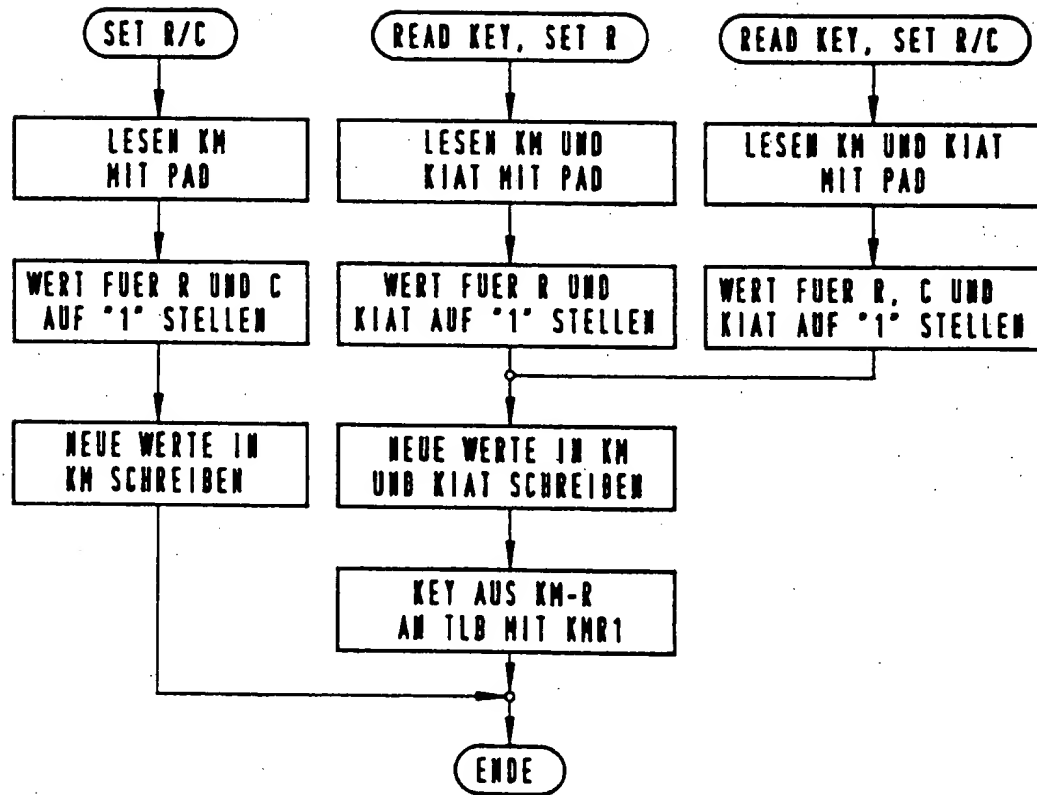 SET R/C
LESEN KM
MIT PAD
WERT FUER R UND C
AUF "1" STELLEN
NEUE WERTE IN
KM SCHREIBEN
READ KEY, SET R
LESEN KM UND
KIAT MIT PAD
WERT FUER R UND
KIAT AUF "1" STELLEN
NEUE WERTE IN KM
UND KIAT SCHREIBEN
KEY AUS KM-R
AN TLB MIT KMR1
READ KEY, SET R/C
LESEN KM UND KIAT
MIT PAD
WERT FUER R, C UND
KIAT AUF "1" STELLEN
ENDE